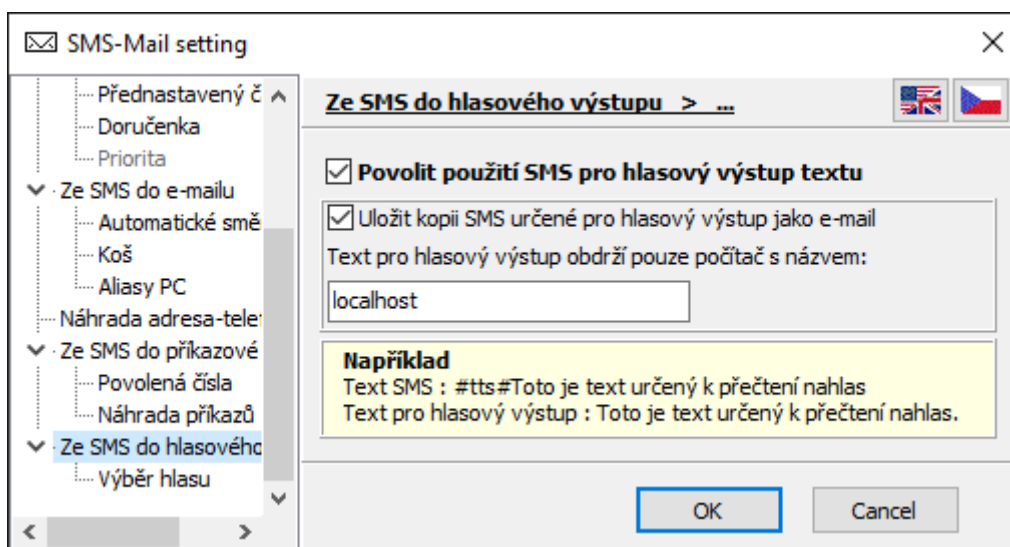 SMS-Mail setting
Přednastavený č
Doručenka
Priorita
Ze SMS do e-mailu
Automatické smě
Koš
Aliasy PC
Náhrada adresa-telef
Ze SMS do příkazové
Povolená čísla
Náhrada příkazů
Ze SMS do hlasového
Výběr hlasu
Ze SMS do hlasového výstupu > ...
Povolit použití SMS pro hlasový výstup textu
Uložit kopii SMS určené pro hlasový výstup jako e-mail
Text pro hlasový výstup obdrží pouze počítač s názvem:
localhost
Například
Text SMS : #tts#Toto je text určený k přečtení nahlas
Text pro hlasový výstup : Toto je text určený k přečtení nahlas.
OK
Cancel